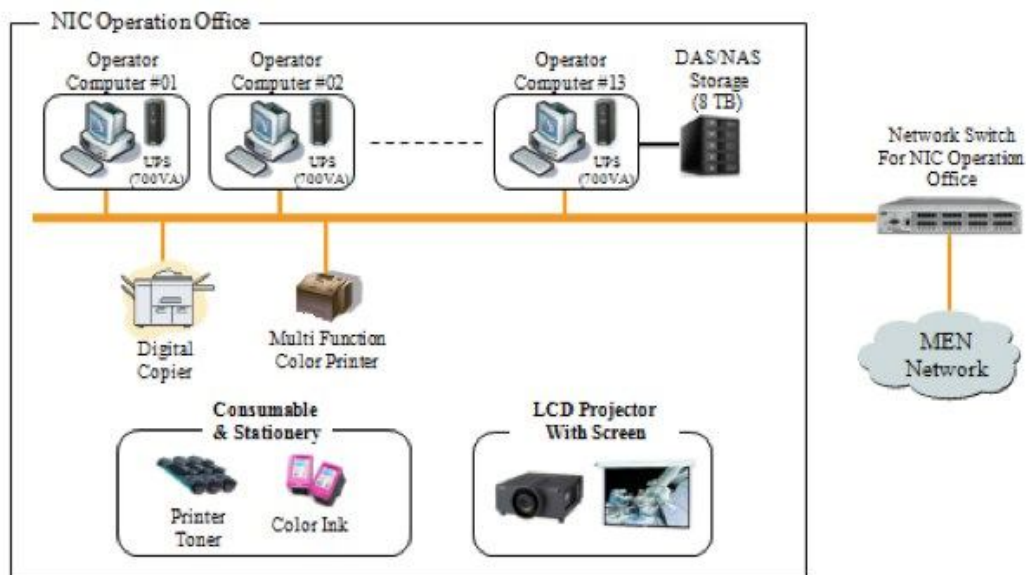 NIC Operation Office
Operator
Computer #01
Operator
Computer #02
Operator
Computer #13
DAS/NAS
Storage
(8 TB)
UPS
(700VA)
UPS
(700VA)
UPS
(700VA)
Network Switch
For NIC Operation
Office
Digital
Copier
Multi Function
Color Printer
MEN
Network
Consumable
& Stationery
LCD Projector
With Screen
Printer
Toner
Color Ink